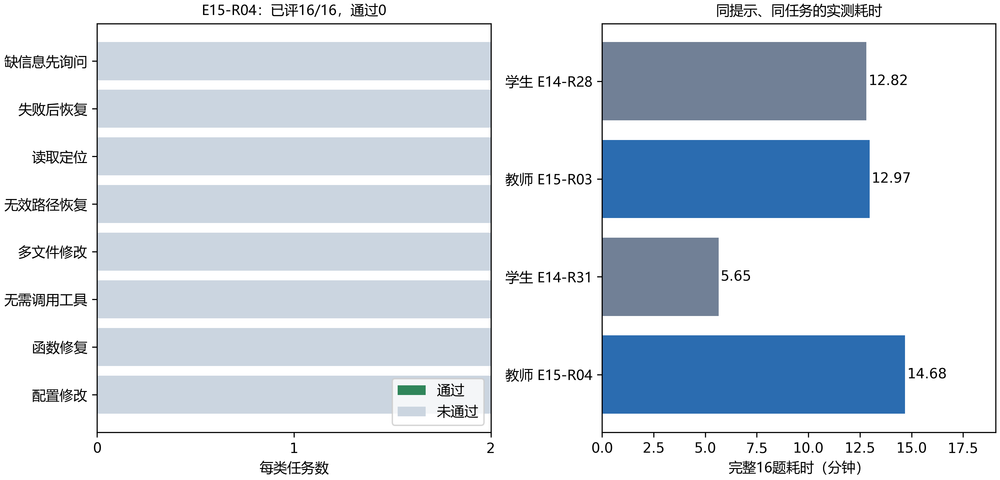 E15-R04：已评16/16，通过0
缺信息先询问
失败后恢复
读取定位
无效路径恢复
多文件修改
无需调用工具
函数修复
配置修改
通过
未通过
0 1 2
每类任务数
同提示、同任务的实测耗时
学生 E14-R28 12.82
教师 E15-R03 12.97
学生 E14-R31 5.65
教师 E15-R04 14.68
0.0 2.5 5.0 7.5 10.0 12.5 15.0 17.5
完整16题耗时（分钟）